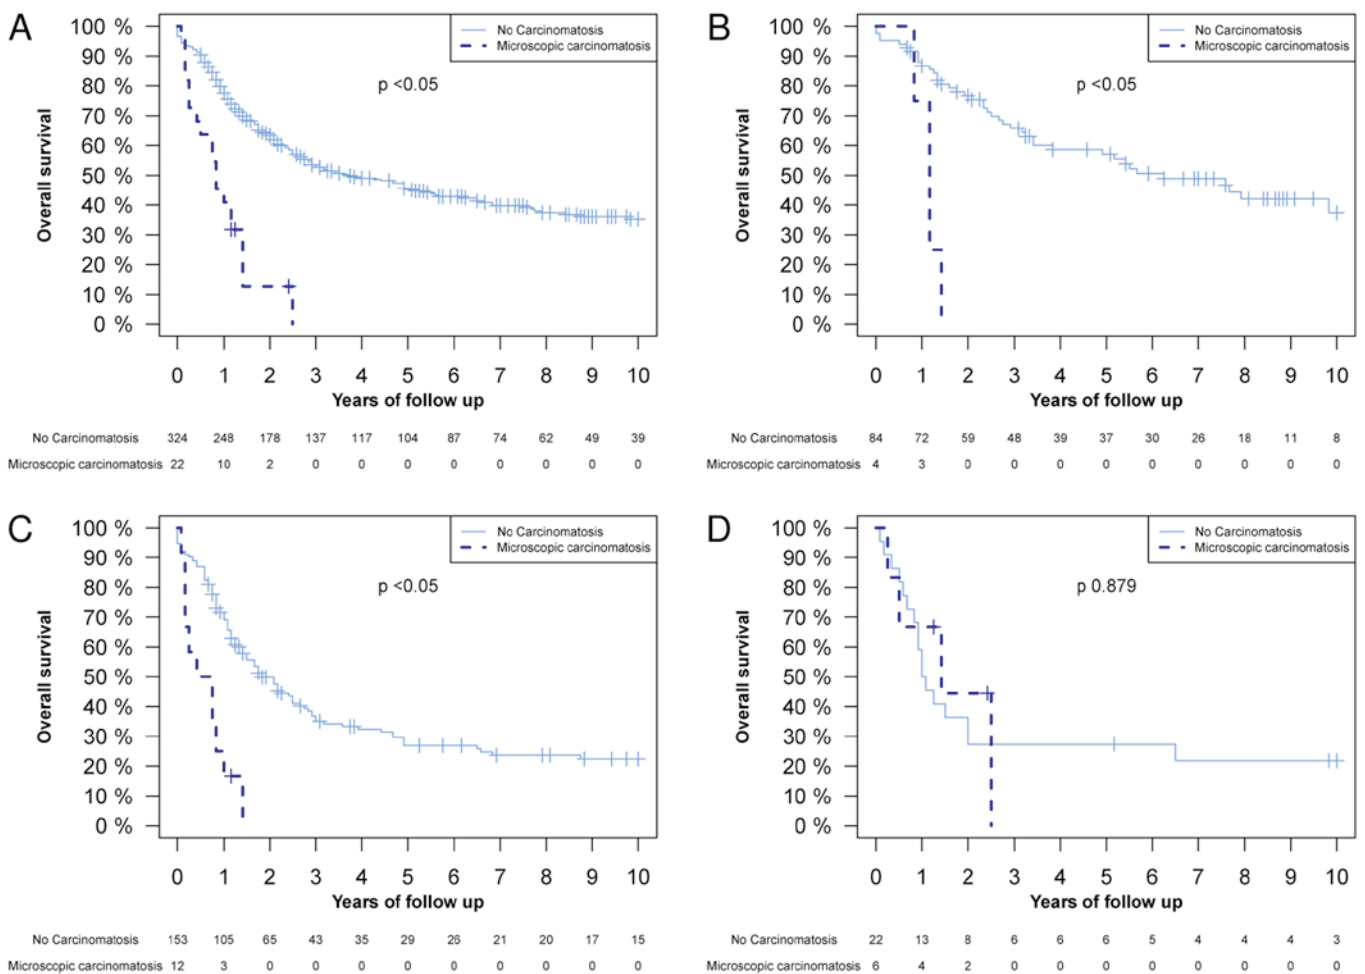 A
100 %
90 %
80 %
70 %
60 %
50 %
40 %
30 %
20 %
10 %
0 %
Overall survival
No Carcinomatosis
Microscopic carcinomatosis
p <0.05
0 1 2 3 4 5 6 7 8 9 10
Years of follow up
No Carcinomatosis 324 248 178 137 117 104 87 74 62 49 39
Microscopic carcinomatosis 22 10 2 0 0 0 0 0 0 0 0
B
100 %
90 %
80 %
70 %
60 %
50 %
40 %
30 %
20 %
10 %
0 %
Overall survival
No Carcinomatosis
Microscopic carcinomatosis
p <0.05
0 1 2 3 4 5 6 7 8 9 10
Years of follow up
No Carcinomatosis 84 72 59 48 39 37 30 26 18 11 8
Microscopic carcinomatosis 4 3 0 0 0 0 0 0 0 0 0
C
100 %
90 %
80 %
70 %
60 %
50 %
40 %
30 %
20 %
10 %
0 %
Overall survival
No Carcinomatosis
Microscopic carcinomatosis
p <0.05
0 1 2 3 4 5 6 7 8 9 10
Years of follow up
No Carcinomatosis 153 105 65 43 35 29 26 21 20 17 15
Microscopic carcinomatosis 12 3 0 0 0 0 0 0 0 0 0
D
100 %
90 %
80 %
70 %
60 %
50 %
40 %
30 %
20 %
10 %
0 %
Overall survival
No Carcinomatosis
Microscopic carcinomatosis
p 0.879
0 1 2 3 4 5 6 7 8 9 10
Years of follow up
No Carcinomatosis 22 13 8 6 6 6 5 4 4 4 3
Microscopic carcinomatosis 6 4 2 0 0 0 0 0 0 0 0